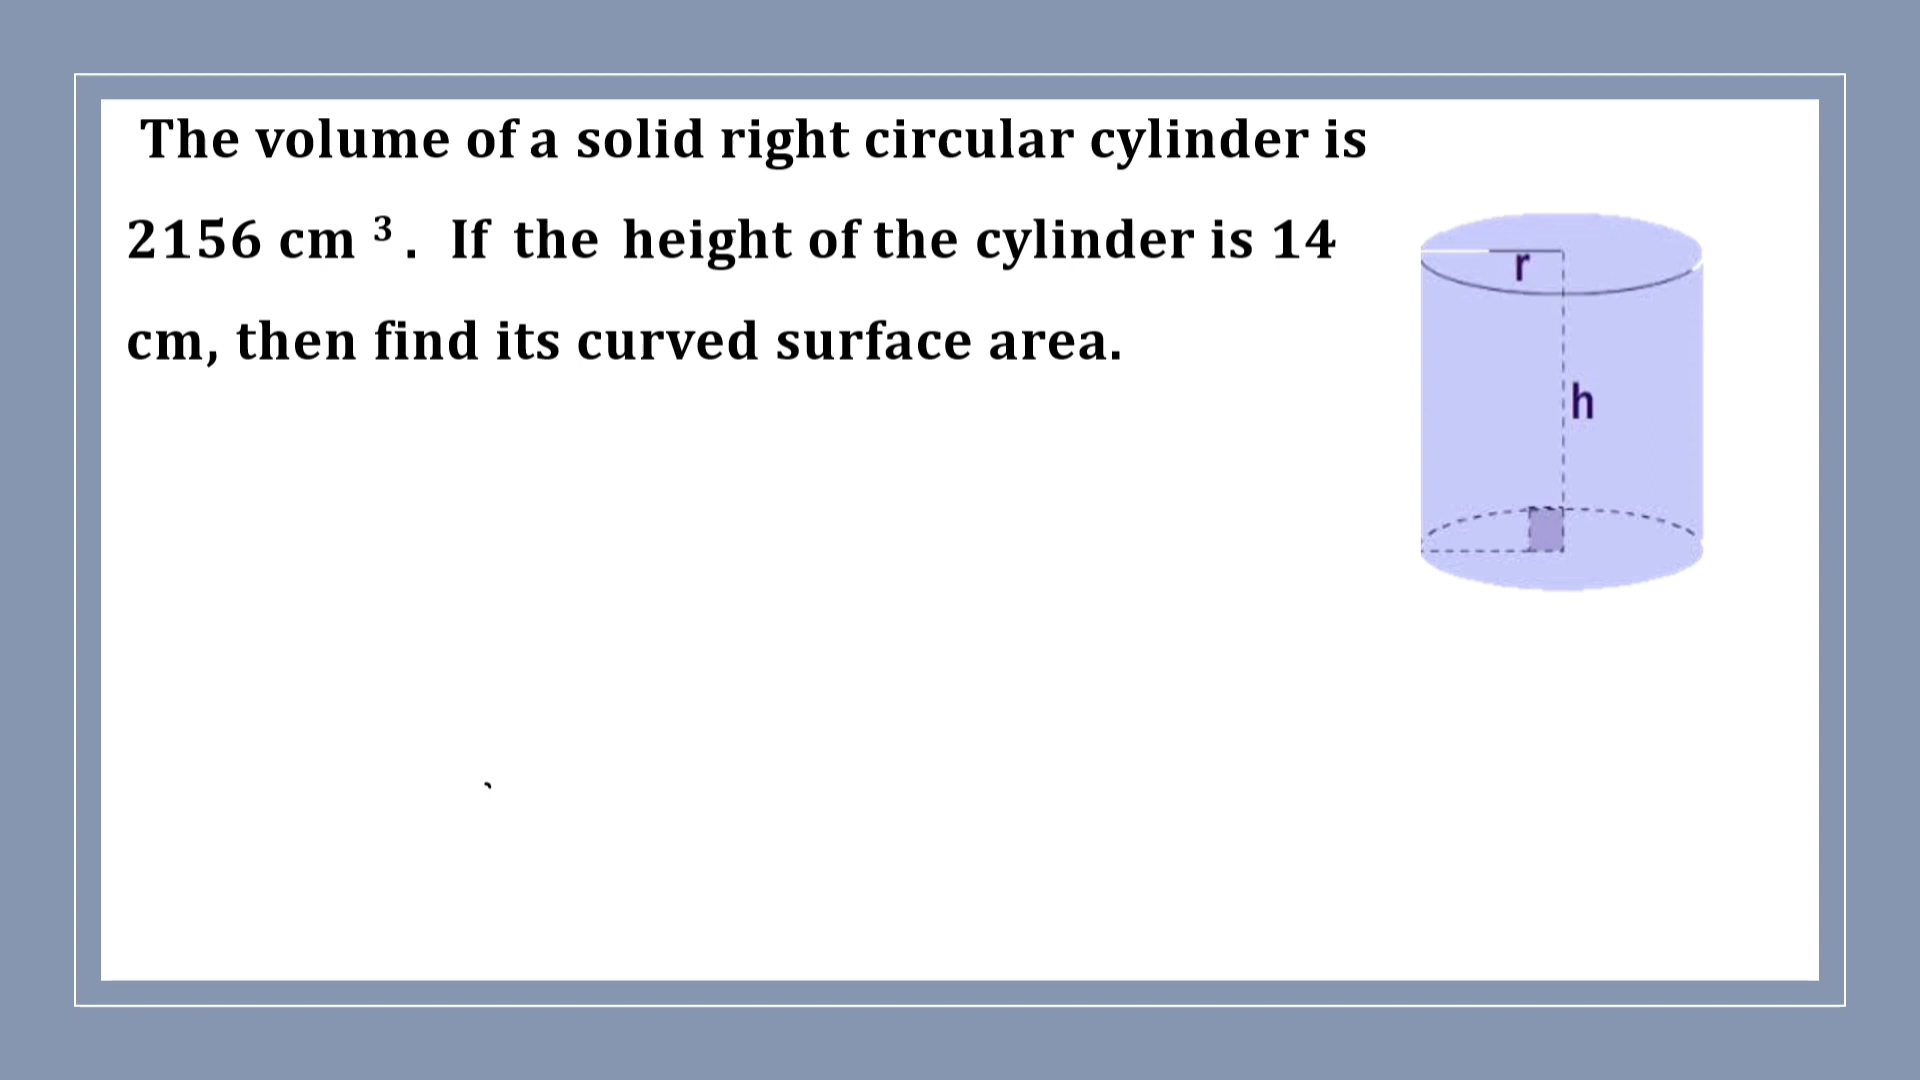 The volume of a solid right circular cylinder is
2156 cm ³ . If the height of the cylinder is 14
cm, then find its curved surface area.
r
h